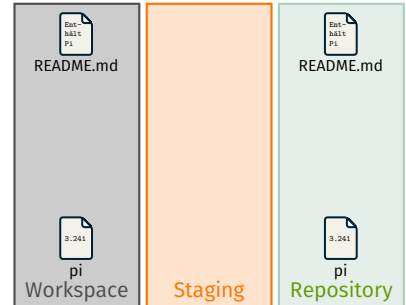 Ent-
hält
Pi
README.md
Ent-
hält
Pi
README.md
3.241
pi
3.241
pi
Workspace
Staging
Repository